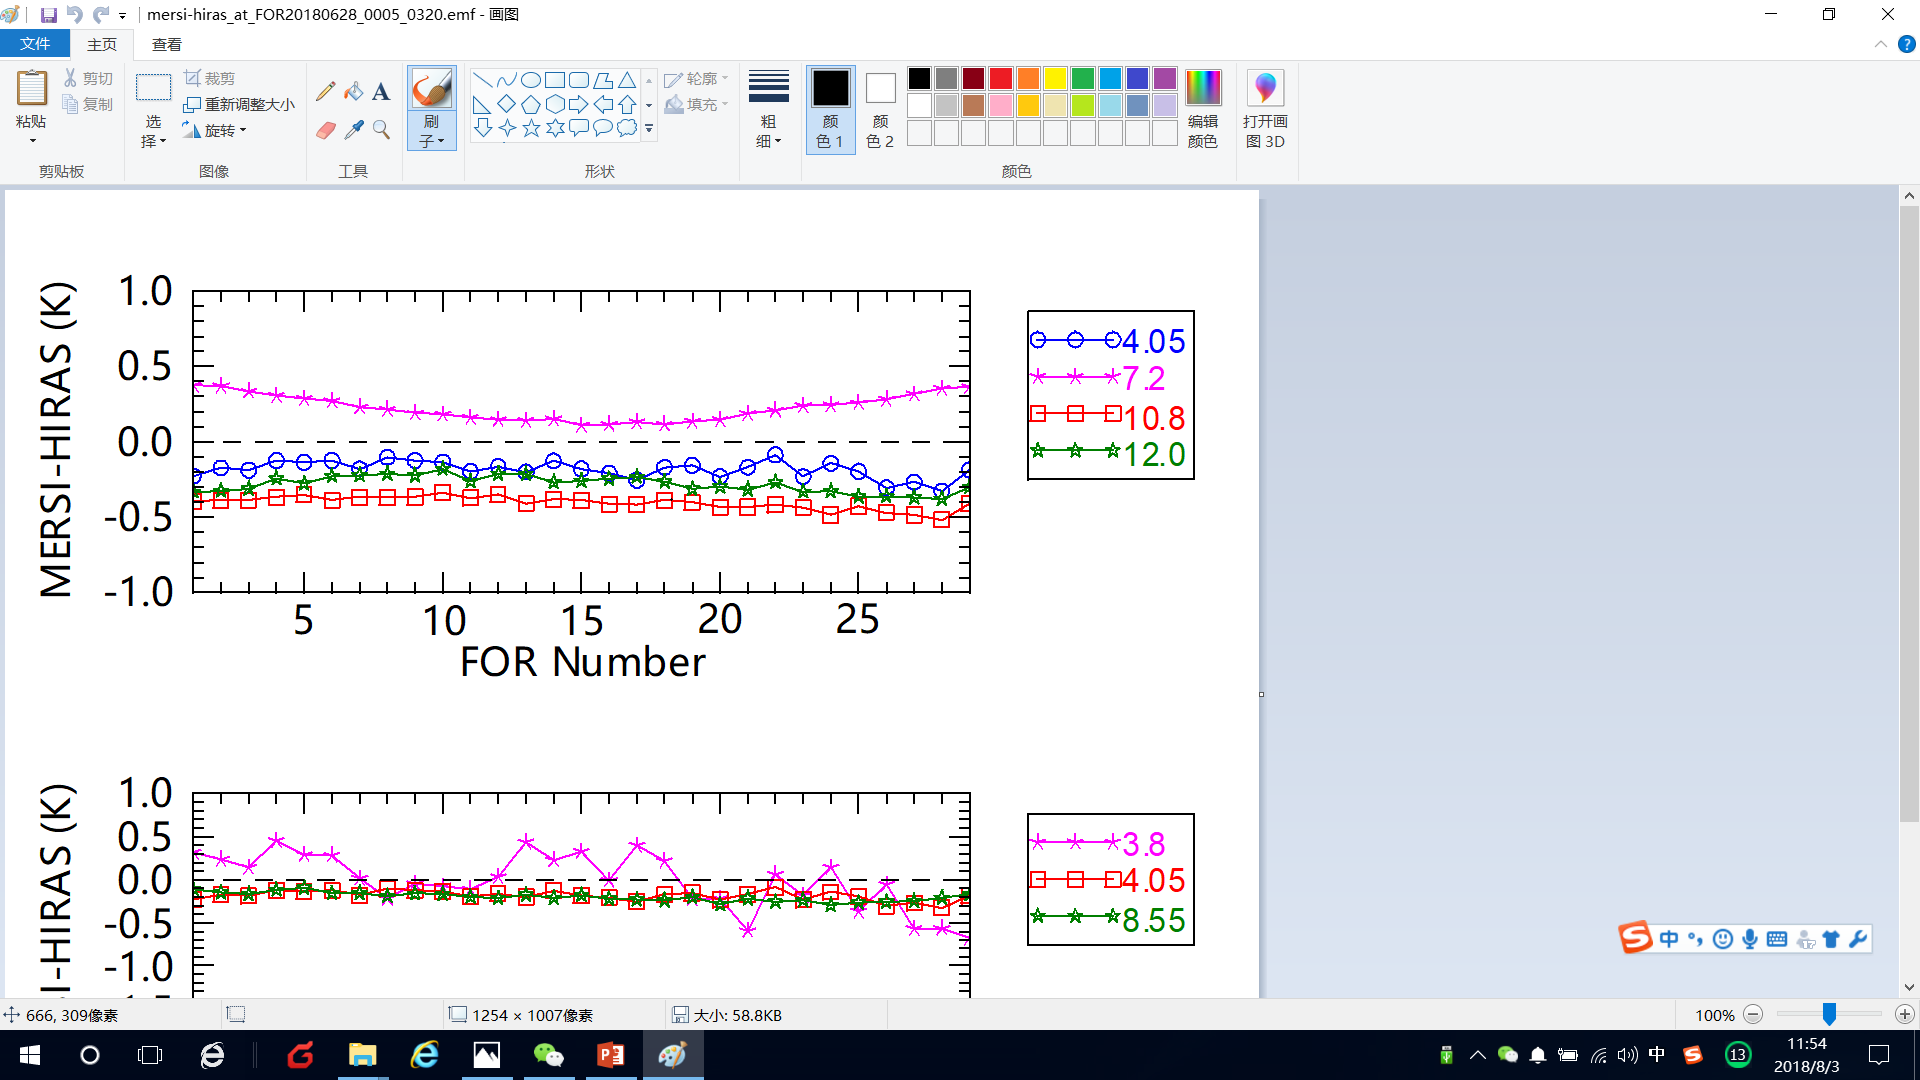 mersi-hiras_at_FOR20180628_0005_0320.emf - 画图
文件 主页 查看
粘贴
剪切
复制
剪贴板
选择
裁剪
重新调整大小
旋转
图像
A
工具
刷子
形状
轮廓
填充
粗细
颜色 1
颜色 2
颜色
编辑颜色
打开画图 3D
MERSI-HIRAS (K)
1.0
0.5
0.0
-0.5
-1.0
5 10 15 20 25
FOR Number
4.05
7.2
10.8
12.0
I-HIRAS (K)
1.0
0.5
0.0
-0.5
-1.0
3.8
4.05
8.55
中
666, 309像素
1254 × 1007像素
大小: 58.8KB
100%
中
13
11:54
2018/8/3